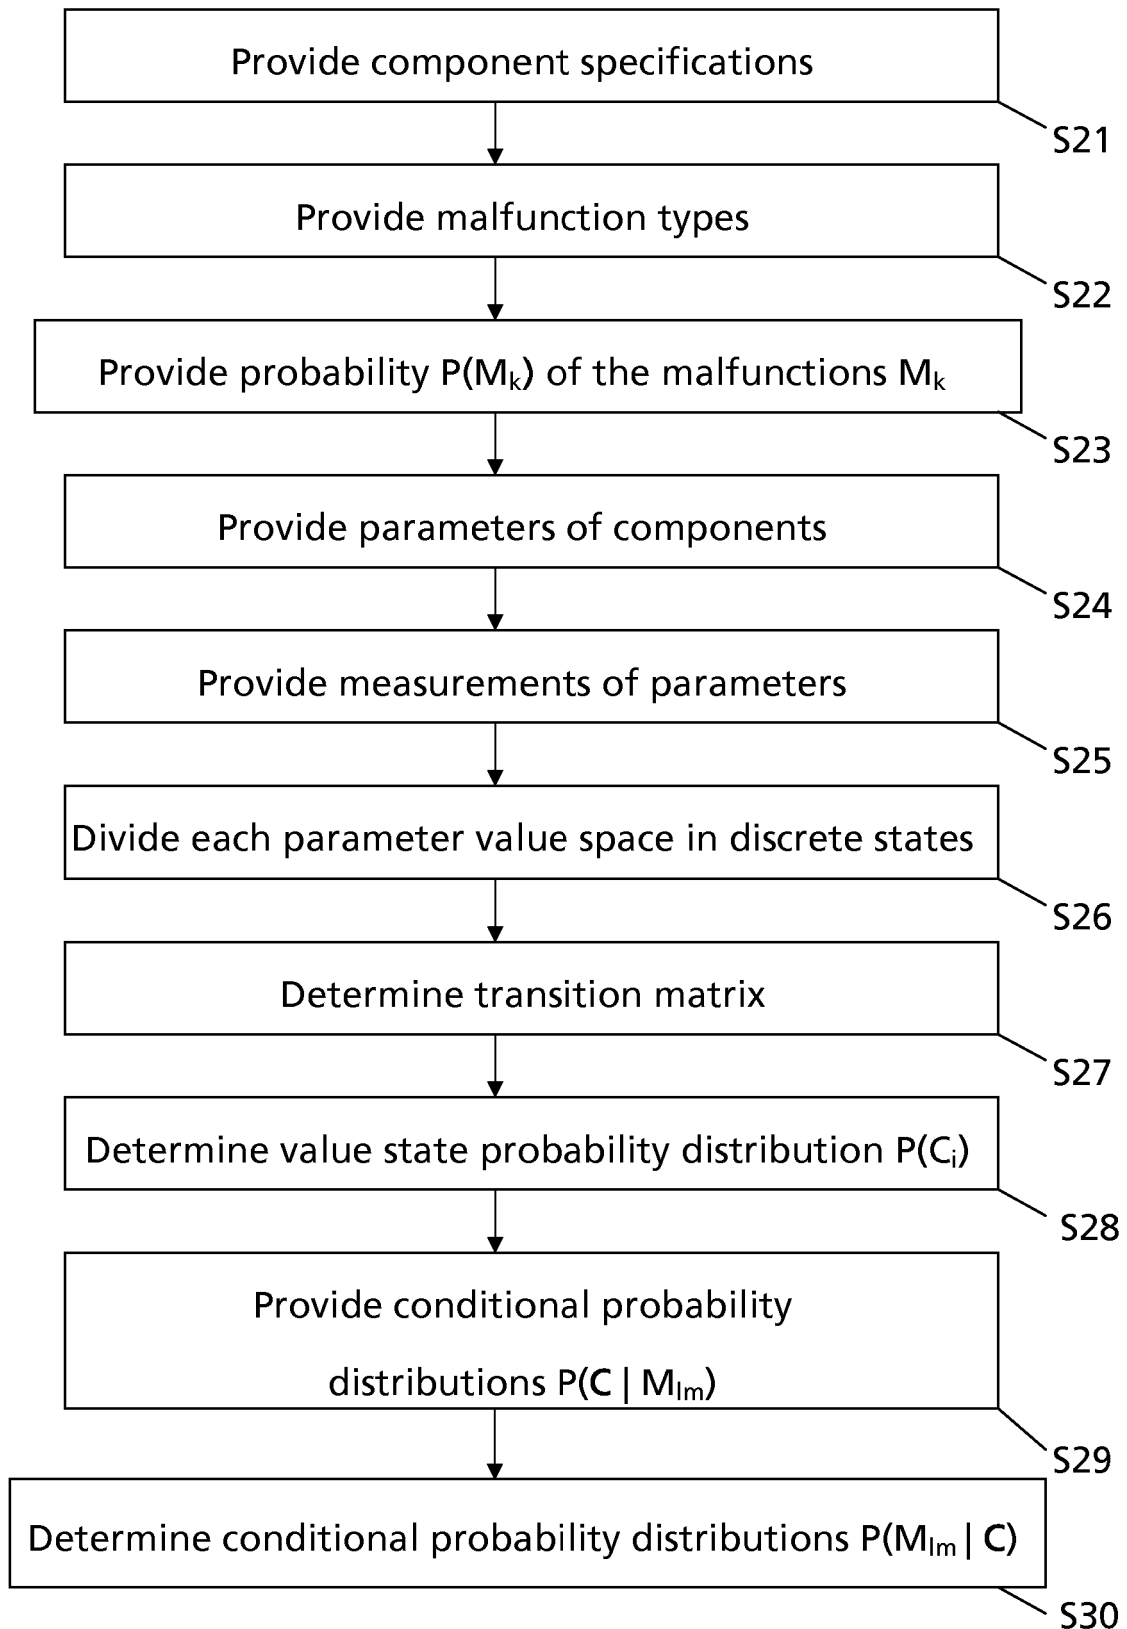 Provide component specifications
S21
Provide malfunction types
S22
Provide probability P(Mk) of the malfunctions Mk
S23
Provide parameters of components
S24
Provide measurements of parameters
S25
Divide each parameter value space in discrete states
S26
Determine transition matrix
S27
Determine value state probability distribution P(Ci)
S28
Provide conditional probability
distributions P(C | Mlm)
S29
Determine conditional probability distributions P(Mlm | C)
S30